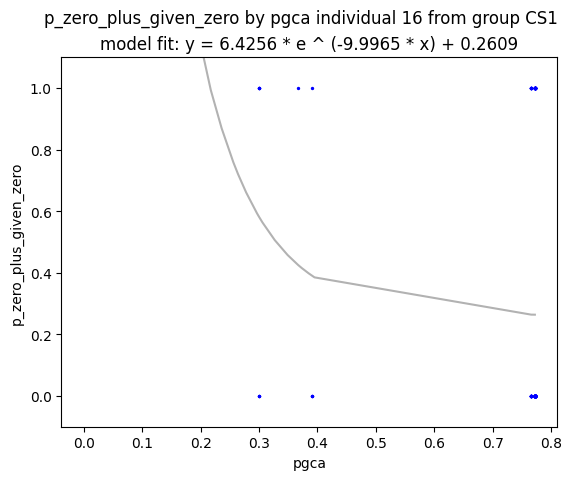 p_zero_plus_given_zero by pgca individual 16 from group CS1
model fit: y = 6.4256 * e ^ (-9.9965 * x) + 0.2609
1.0
0.8
0.6
0.4
0.2
0.0
p_zero_plus_given_zero
0.0 0.1 0.2 0.3 0.4 0.5 0.6 0.7 0.8
pgca